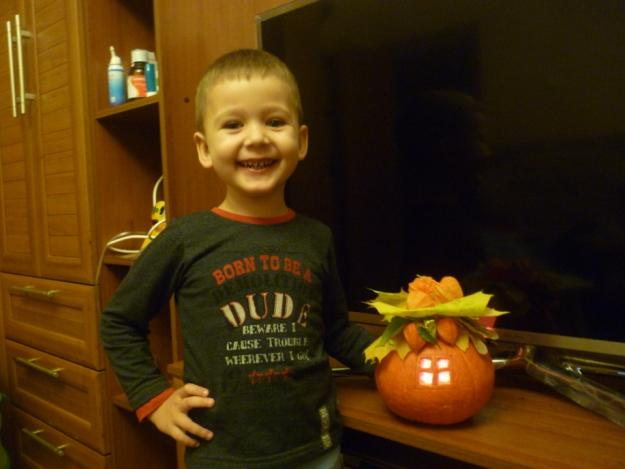 BORN TO BE A
DUDE
BEWARE I
CAUSE TROUBLE
WHEREVER I GO